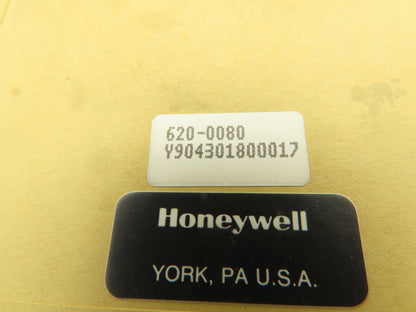 620-0080
Y904301800017
Honeywell
YORK, PA U.S.A.